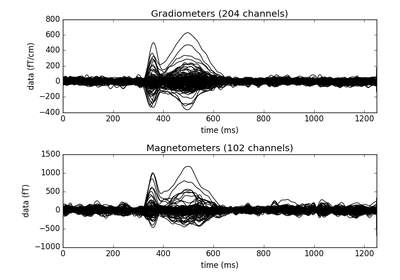 Gradiometers (204 channels)
800
600
400
200
0
−200
−400
data (fT/cm)
0 200 400 600 800 1000 1200
time (ms)
Magnetometers (102 channels)
1500
1000
500
0
−500
−1000
data (fT)
0 200 400 600 800 1000 1200
time (ms)